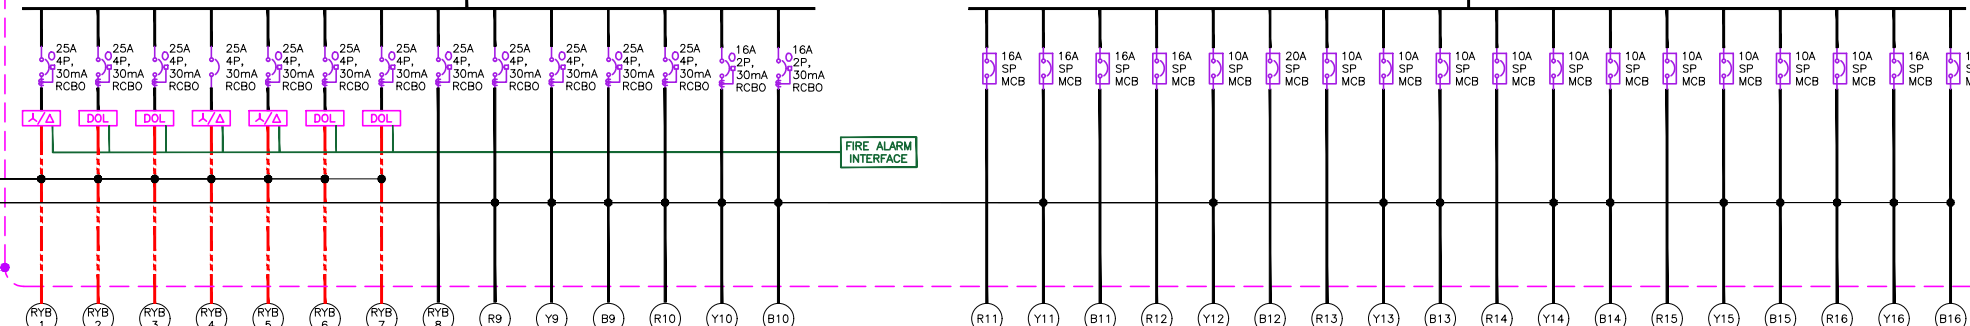 25A 25A 25A 25A 25A 25A 25A 25A 25A 25A 25A 25A 16A 16A
4P, 4P, 4P, 4P, 4P, 4P, 4P, 4P, 4P, 4P, 4P, 4P, 2P, 2P,
30mA 30mA 30mA 30mA 30mA 30mA 30mA 30mA 30mA 30mA 30mA 30mA 30mA 30mA
RCBO RCBO RCBO RCBO RCBO RCBO RCBO RCBO RCBO RCBO RCBO RCBO RCBO RCBO
16A 16A 16A 16A 10A 20A 10A 10A 10A 10A 10A 10A 10A 10A 10A 10A 16A
SP SP SP SP SP SP SP SP SP SP SP SP SP SP SP SP SP
MCB MCB MCB MCB MCB MCB MCB MCB MCB MCB MCB MCB MCB MCB MCB MCB MCB
DOL DOL DOL DOL
FIRE ALARM
INTERFACE
RYB RYB RYB RYB RYB RYB RYB RYB R9 Y9 B9 R10 Y10 B10 R11 Y11 B11 R12 Y12 B12 R13 Y13 B13 R14 Y14 B14 R15 Y15 B15 R16 Y16 B16
1 2 3 4 5 6 7 8